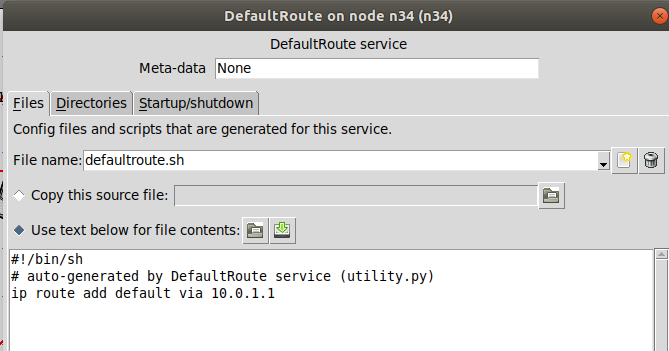 DefaultRoute on node n34 (n34)
DefaultRoute service
Meta-data None
Files Directories Startup/shutdown
Config files and scripts that are generated for this service.
File name: defaultroute.sh
Copy this source file:
Use text below for file contents:
#!/bin/sh
# auto-generated by DefaultRoute service (utility.py)
ip route add default via 10.0.1.1